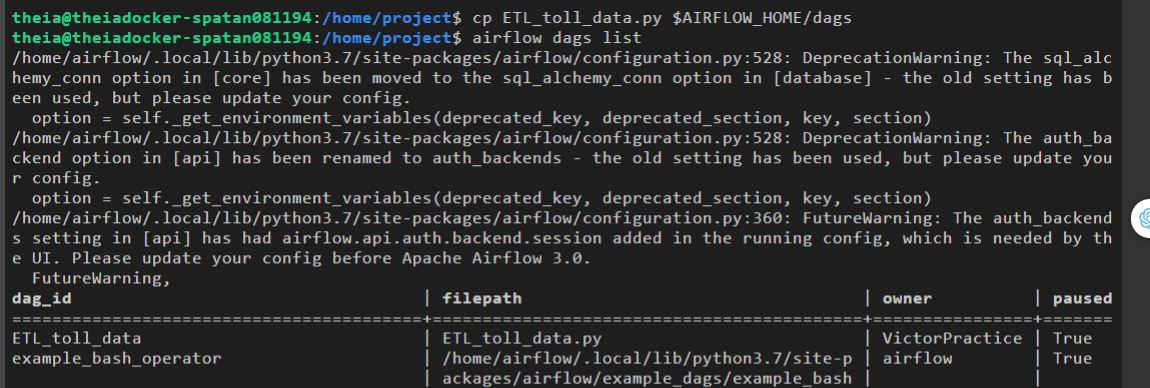 theia@theiadocker-spatan081194:/home/project$ cp ETL_toll_data.py $AIRFLOW_HOME/dags
theia@theiadocker-spatan081194:/home/project$ airflow dags list
/home/airflow/.local/lib/python3.7/site-packages/airflow/configuration.py:528: DeprecationWarning: The sql_alc
hemy_conn option in [core] has been moved to the sql_alchemy_conn option in [database] - the old setting has b
een used, but please update your config.
  option = self._get_environment_variables(deprecated_key, deprecated_section, key, section)
/home/airflow/.local/lib/python3.7/site-packages/airflow/configuration.py:528: DeprecationWarning: The auth_ba
ckend option in [api] has been renamed to auth_backends - the old setting has been used, but please update you
r config.
  option = self._get_environment_variables(deprecated_key, deprecated_section, key, section)
/home/airflow/.local/lib/python3.7/site-packages/airflow/configuration.py:360: FutureWarning: The auth_backend
s setting in [api] has had airflow.api.auth.backend.session added in the running config, which is needed by th
e UI. Please update your config before Apache Airflow 3.0.
  FutureWarning,
dag_id | filepath | owner | paused
=========================================+===========================================+================+=======
ETL_toll_data | ETL_toll_data.py | VictorPractice | True
example_bash_operator | /home/airflow/.local/lib/python3.7/site-p | airflow | True
| ackages/airflow/example_dags/example_bash | |